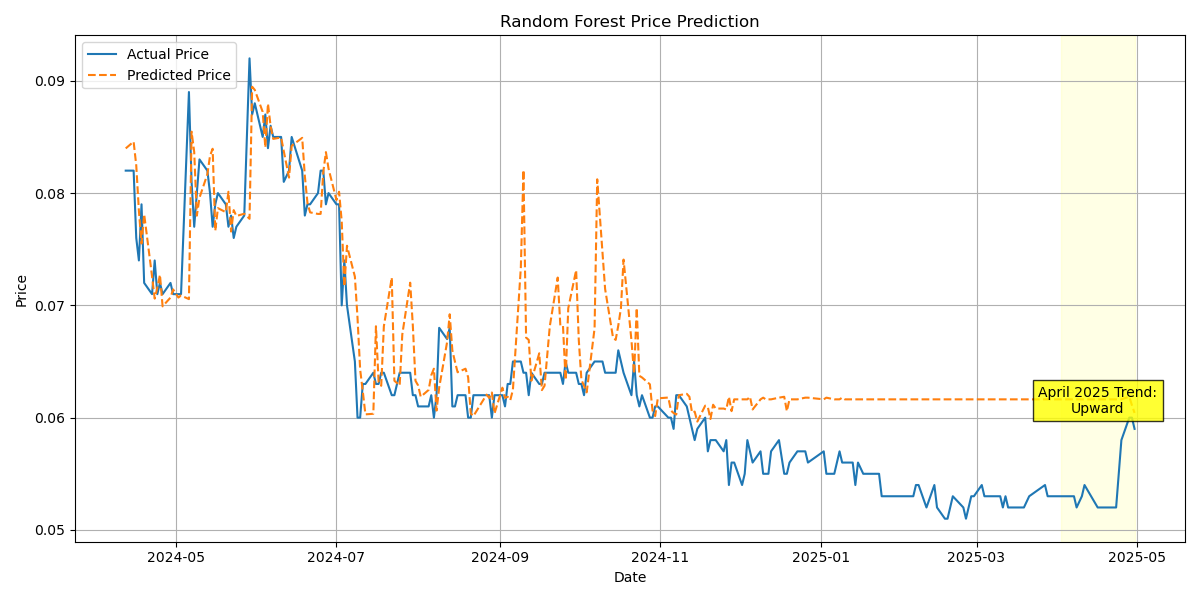 Random Forest Price Prediction
Actual Price
Predicted Price
0.09
0.08
0.07
0.06
0.05
Price
April 2025 Trend:
Upward
2024-05 2024-07 2024-09 2024-11 2025-01 2025-03 2025-05
Date